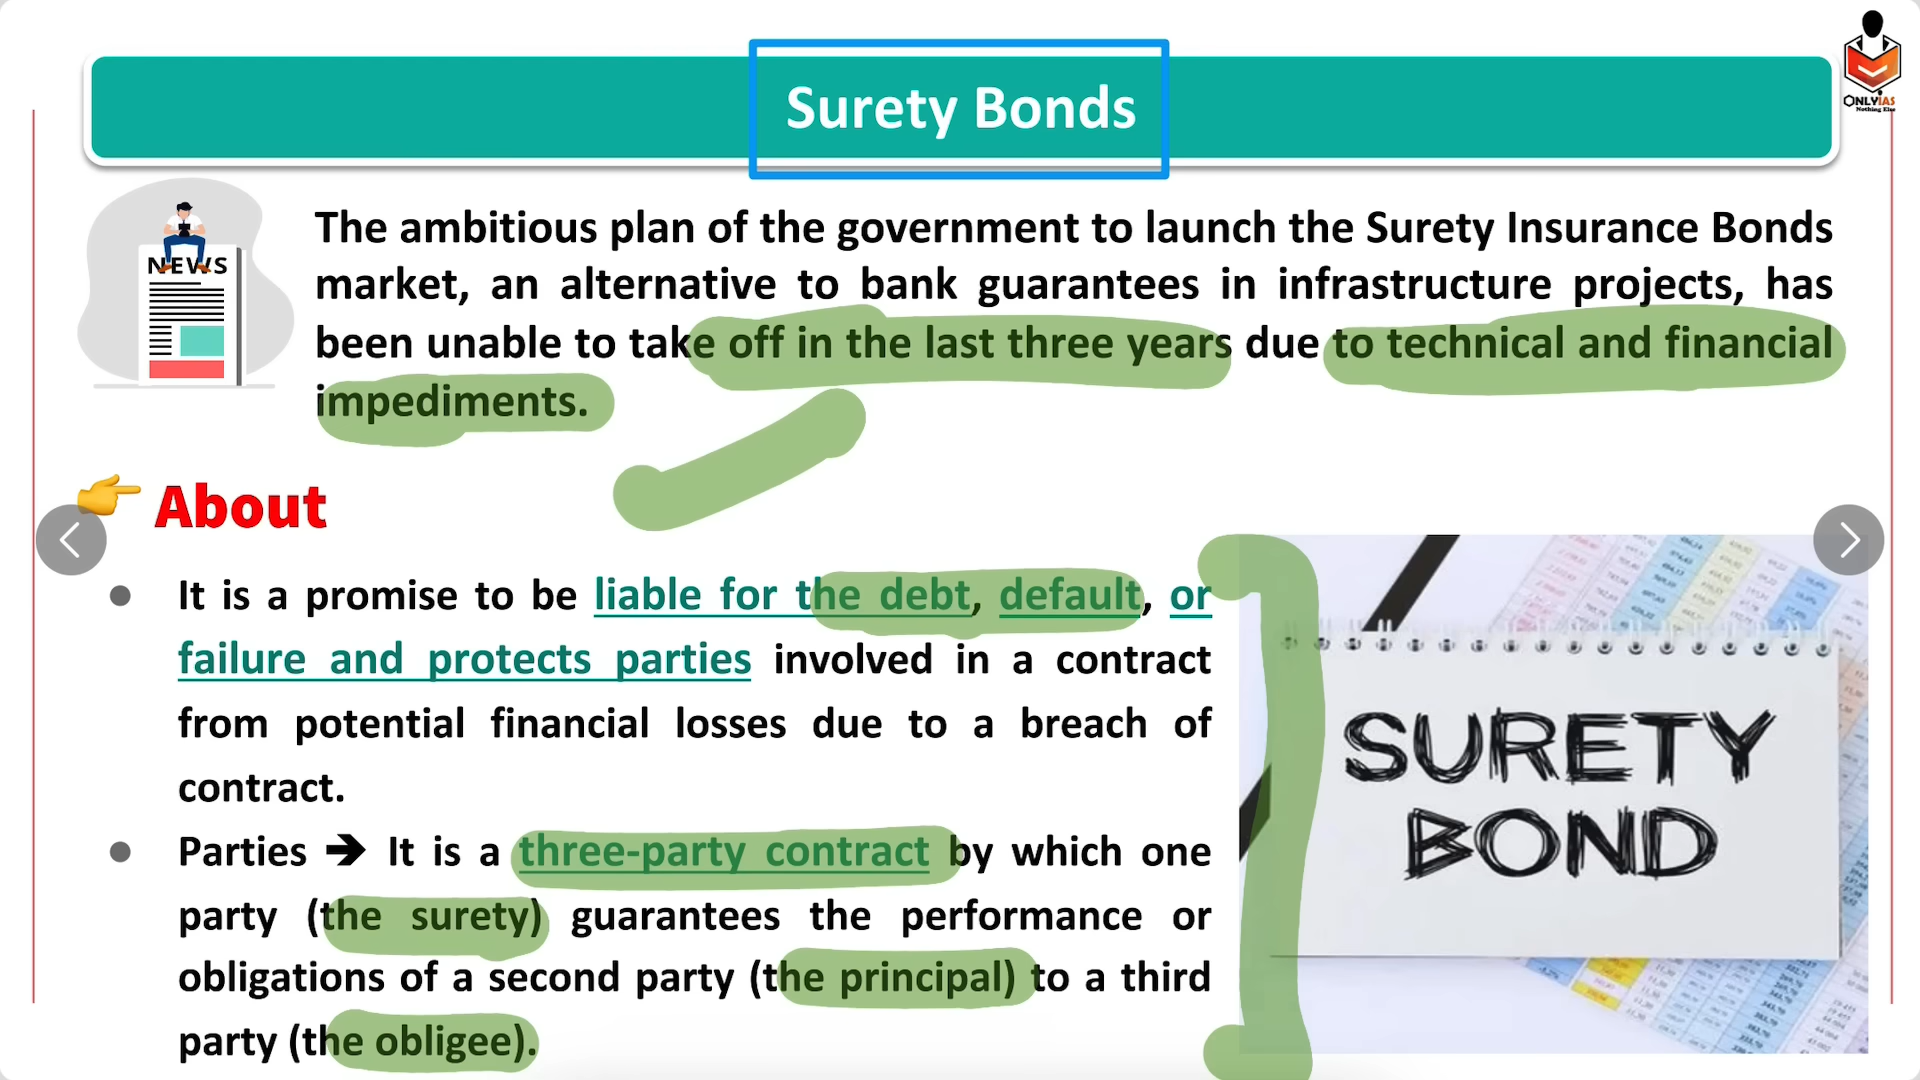 Surety Bonds
ONLYIAS
Nothing Else
NEWS
The ambitious plan of the government to launch the Surety Insurance Bonds
market, an alternative to bank guarantees in infrastructure projects, has
been unable to take off in the last three years due to technical and financial
impediments.
About
It is a promise to be liable for the debt, default, or
failure and protects parties involved in a contract
from potential financial losses due to a breach of
contract.
Parties ➔ It is a three-party contract by which one
party (the surety) guarantees the performance or
obligations of a second party (the principal) to a third
party (the obligee).
SURETY
BOND